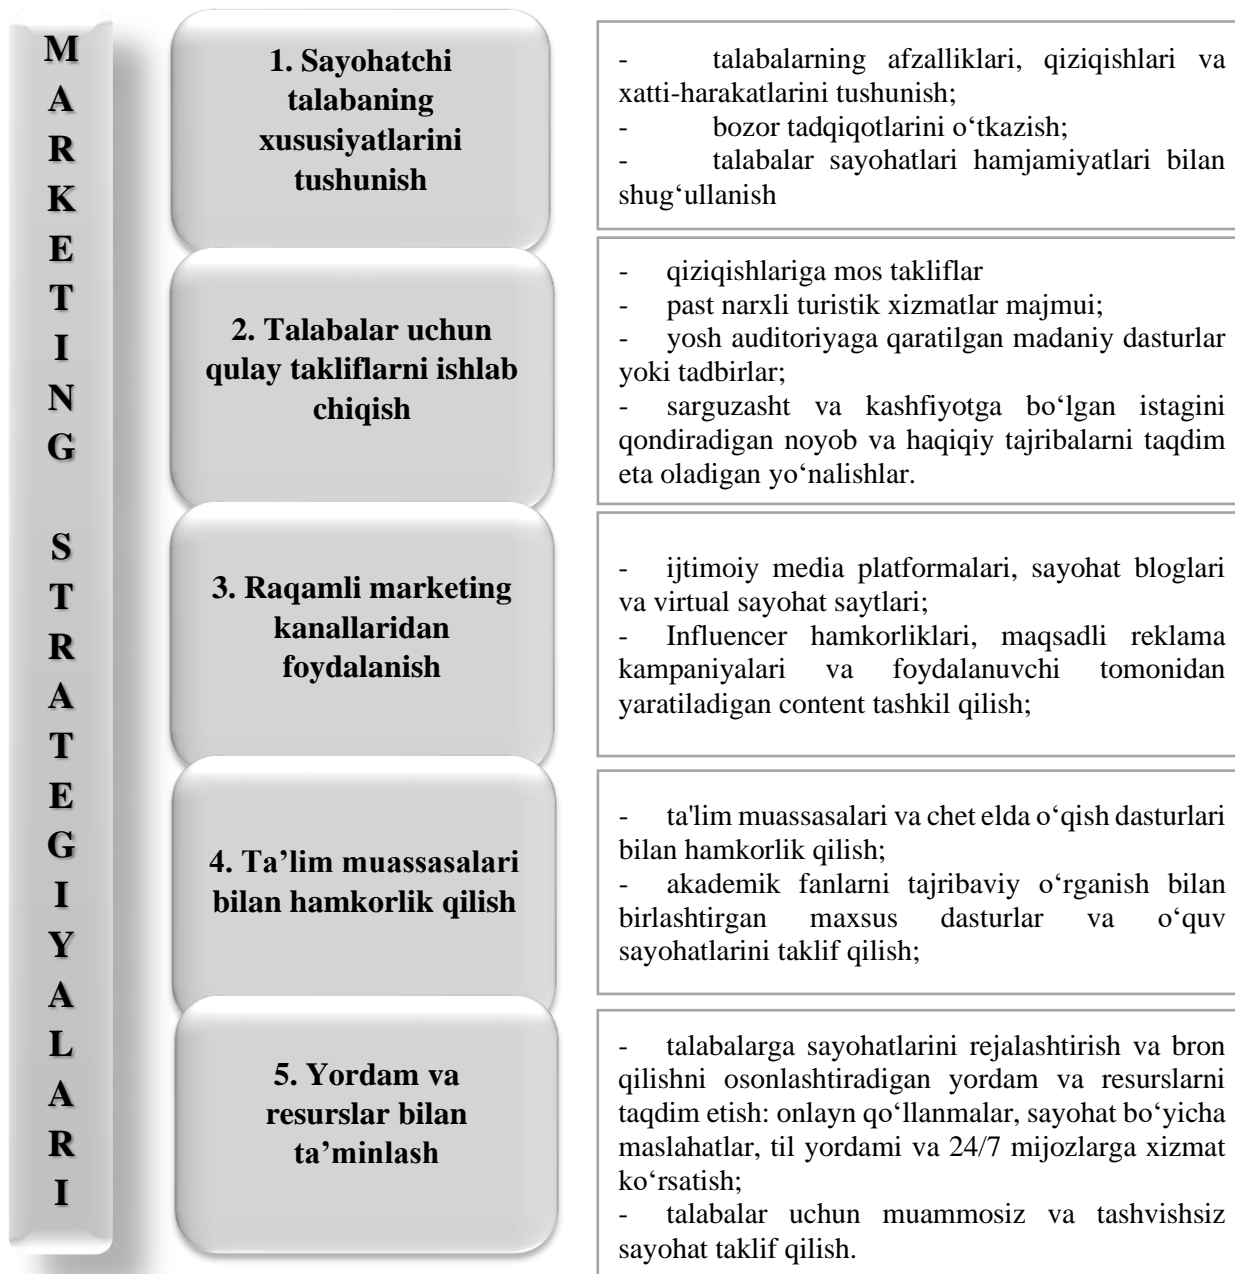 MARKETING STRATEGIYALARI
1. Sayohatchi
talabaning
xususiyatlarini
tushunish
-	talabalarning afzalliklari, qiziqishlari va
xatti-harakatlarini tushunish;
-	bozor tadqiqotlarini o‘tkazish;
-	talabalar sayohatlari hamjamiyatlari bilan
shug‘ullanish
2. Talabalar uchun
qulay takliflarni ishlab
chiqish
-	qiziqishlariga mos takliflar
-	past narxli turistik xizmatlar majmui;
-	yosh auditoriyaga qaratilgan madaniy dasturlar
yoki tadbirlar;
-	sarguzasht va kashfiyotga bo‘lgan istagini
qondiradigan noyob va haqiqiy tajribalarni taqdim
eta oladigan yo‘nalishlar.
3. Raqamli marketing
kanallaridan
foydalanish
-	ijtimoiy media platformalari, sayohat bloglari
va virtual sayohat saytlari;
-	Influencer hamkorliklari, maqsadli reklama
kampaniyalari va foydalanuvchi tomonidan
yaratiladigan content tashkil qilish;
4. Ta’lim muassasalari
bilan hamkorlik qilish
-	ta'lim muassasalari va chet elda o‘qish dasturlari
bilan hamkorlik qilish;
-	akademik fanlarni tajribaviy o‘rganish bilan
birlashtirgan maxsus dasturlar va o‘quv
sayohatlarini taklif qilish;
5. Yordam va
resurslar bilan
ta’minlash
-	talabalarga sayohatlarini rejalashtirish va bron
qilishni osonlashtiradigan yordam va resurslarni
taqdim etish: onlayn qo‘llanmalar, sayohat bo‘yicha
maslahatlar, til yordami va 24/7 mijozlarga xizmat
ko‘rsatish;
-	talabalar uchun muammosiz va tashvishsiz
sayohat taklif qilish.